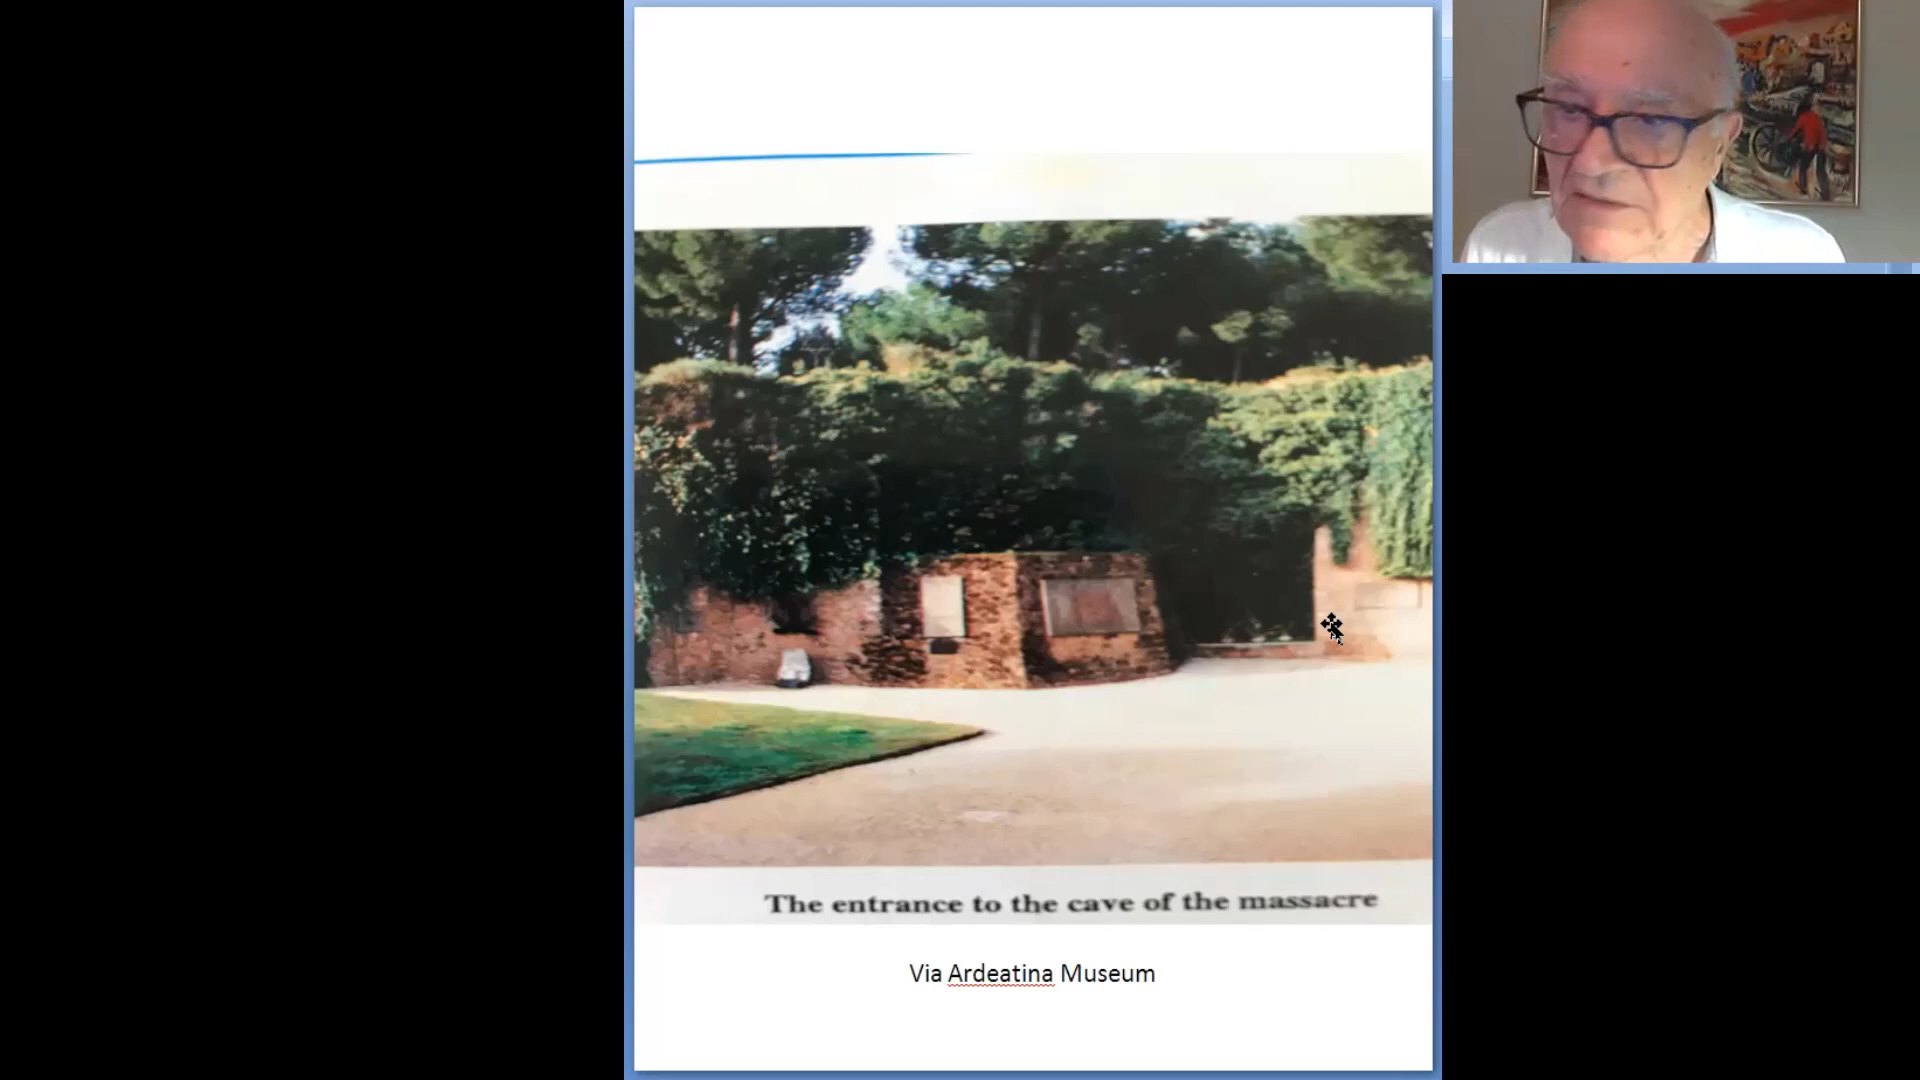 The entrance to the cave of the massacre
Via Ardeatina Museum